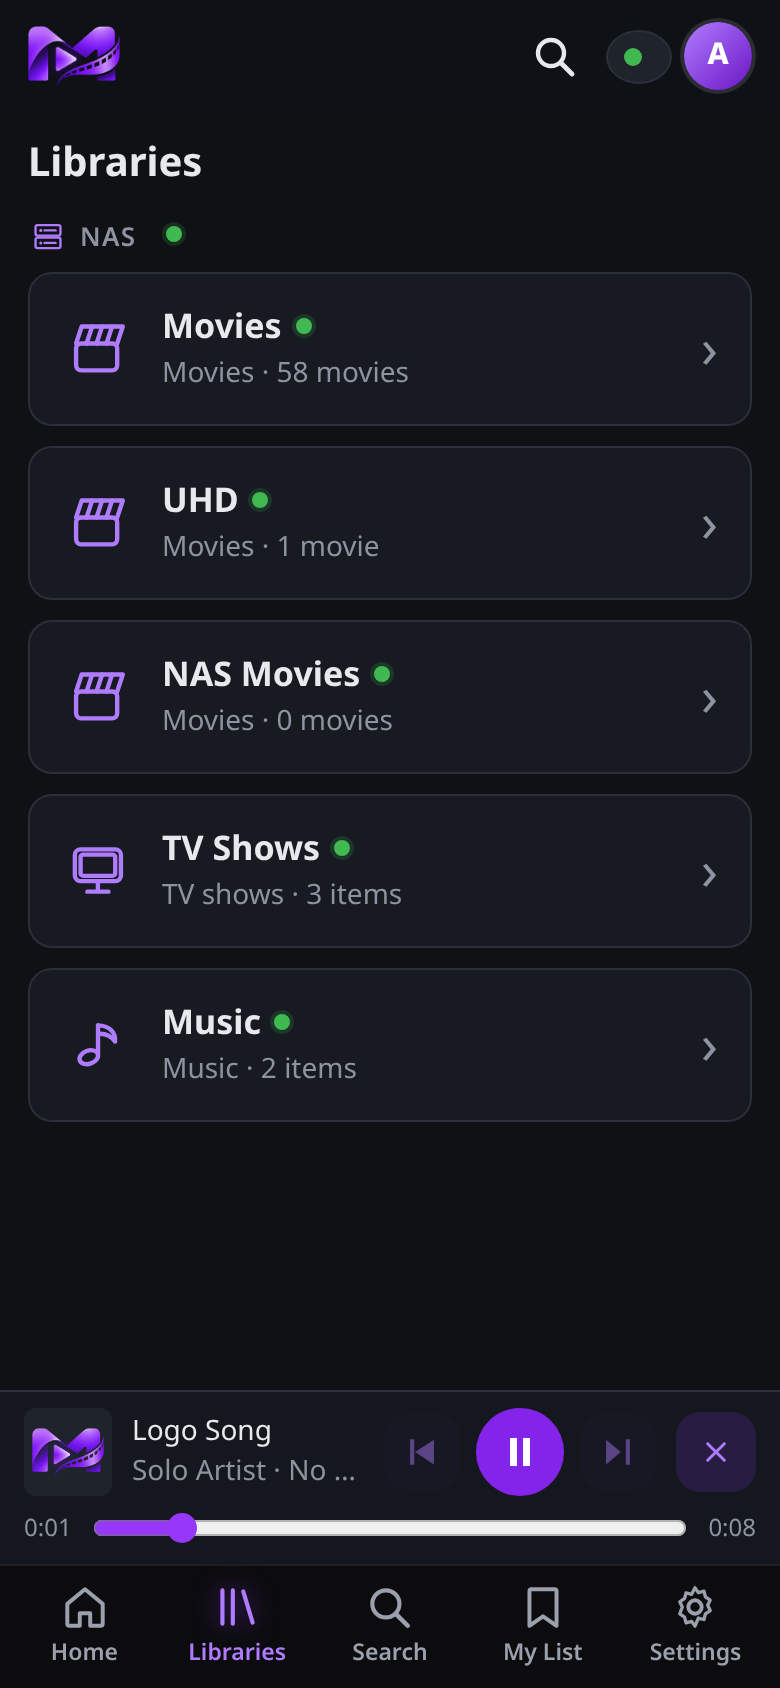 A
Libraries
NAS
Movies
Movies · 58 movies
UHD
Movies · 1 movie
NAS Movies
Movies · 0 movies
TV Shows
TV shows · 3 items
Music
Music · 2 items
Logo Song
Solo Artist · No ...
0:01
0:08
Home
Libraries
Search
My List
Settings